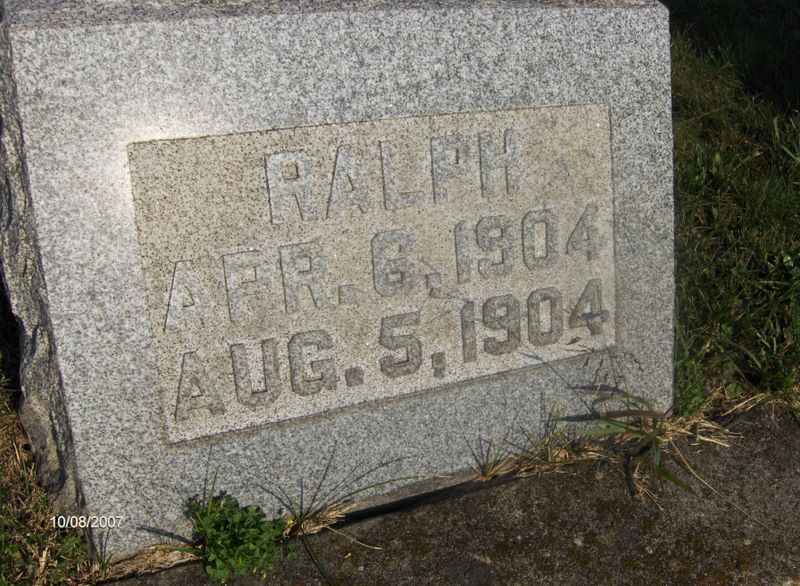 RALPH
APR. 6, 1904
AUG. 5, 1904
10/08/2007